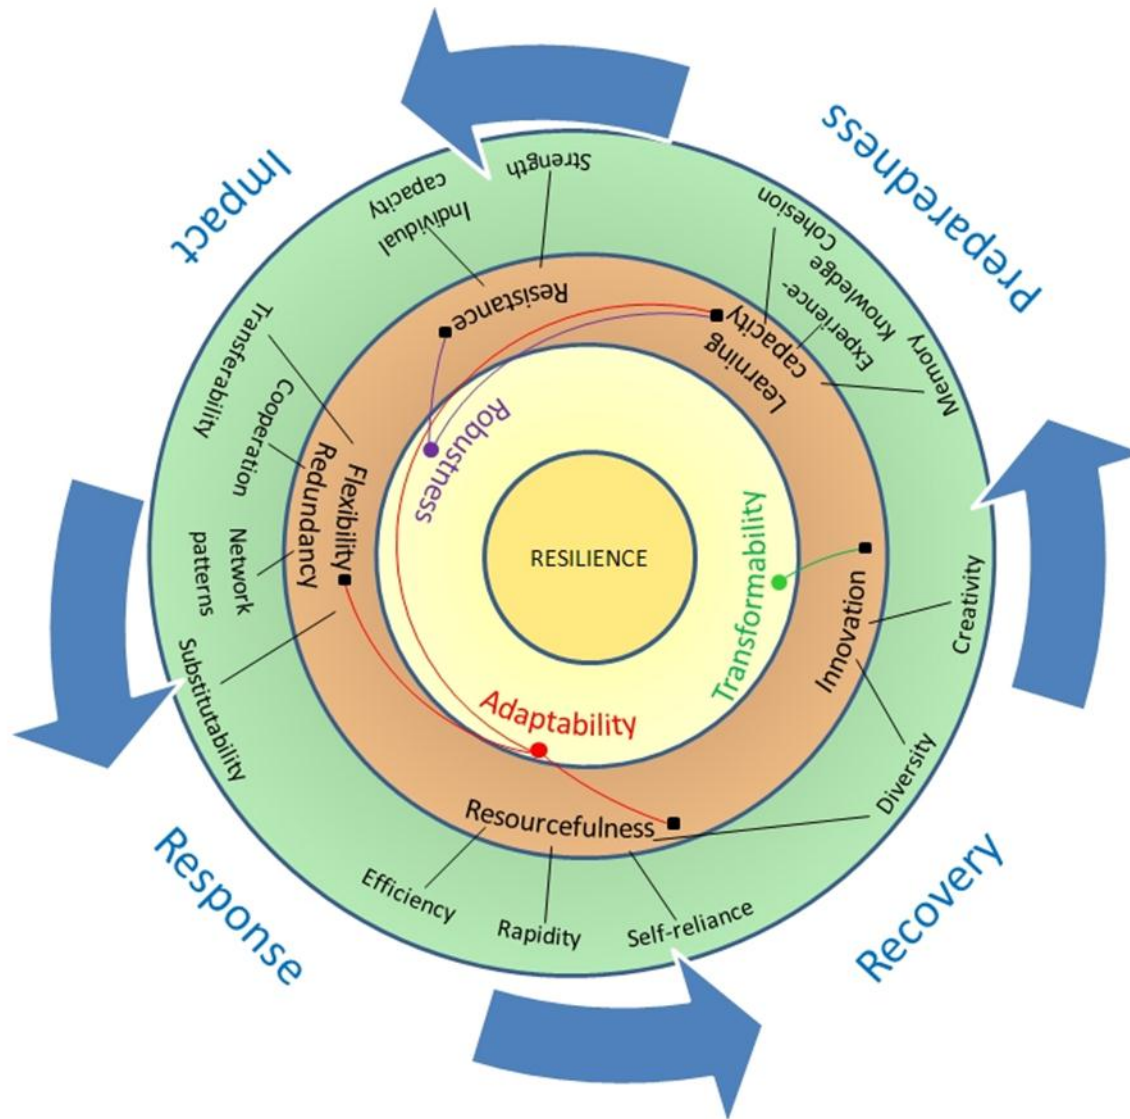 Preparedness
Impact
Response
Recovery
Strength
Individual
capacity
Cohesion
Experience-
Knowledge
Memory
Transferability
Cooperation
Network
patterns
Substitutability
Efficiency
Rapidity
Self-reliance
Diversity
Creativity
Resistance
Learning
capacity
Flexibility
Redundancy
Resourcefulness
Innovation
Robustness
Adaptability
Transformability
RESILIENCE